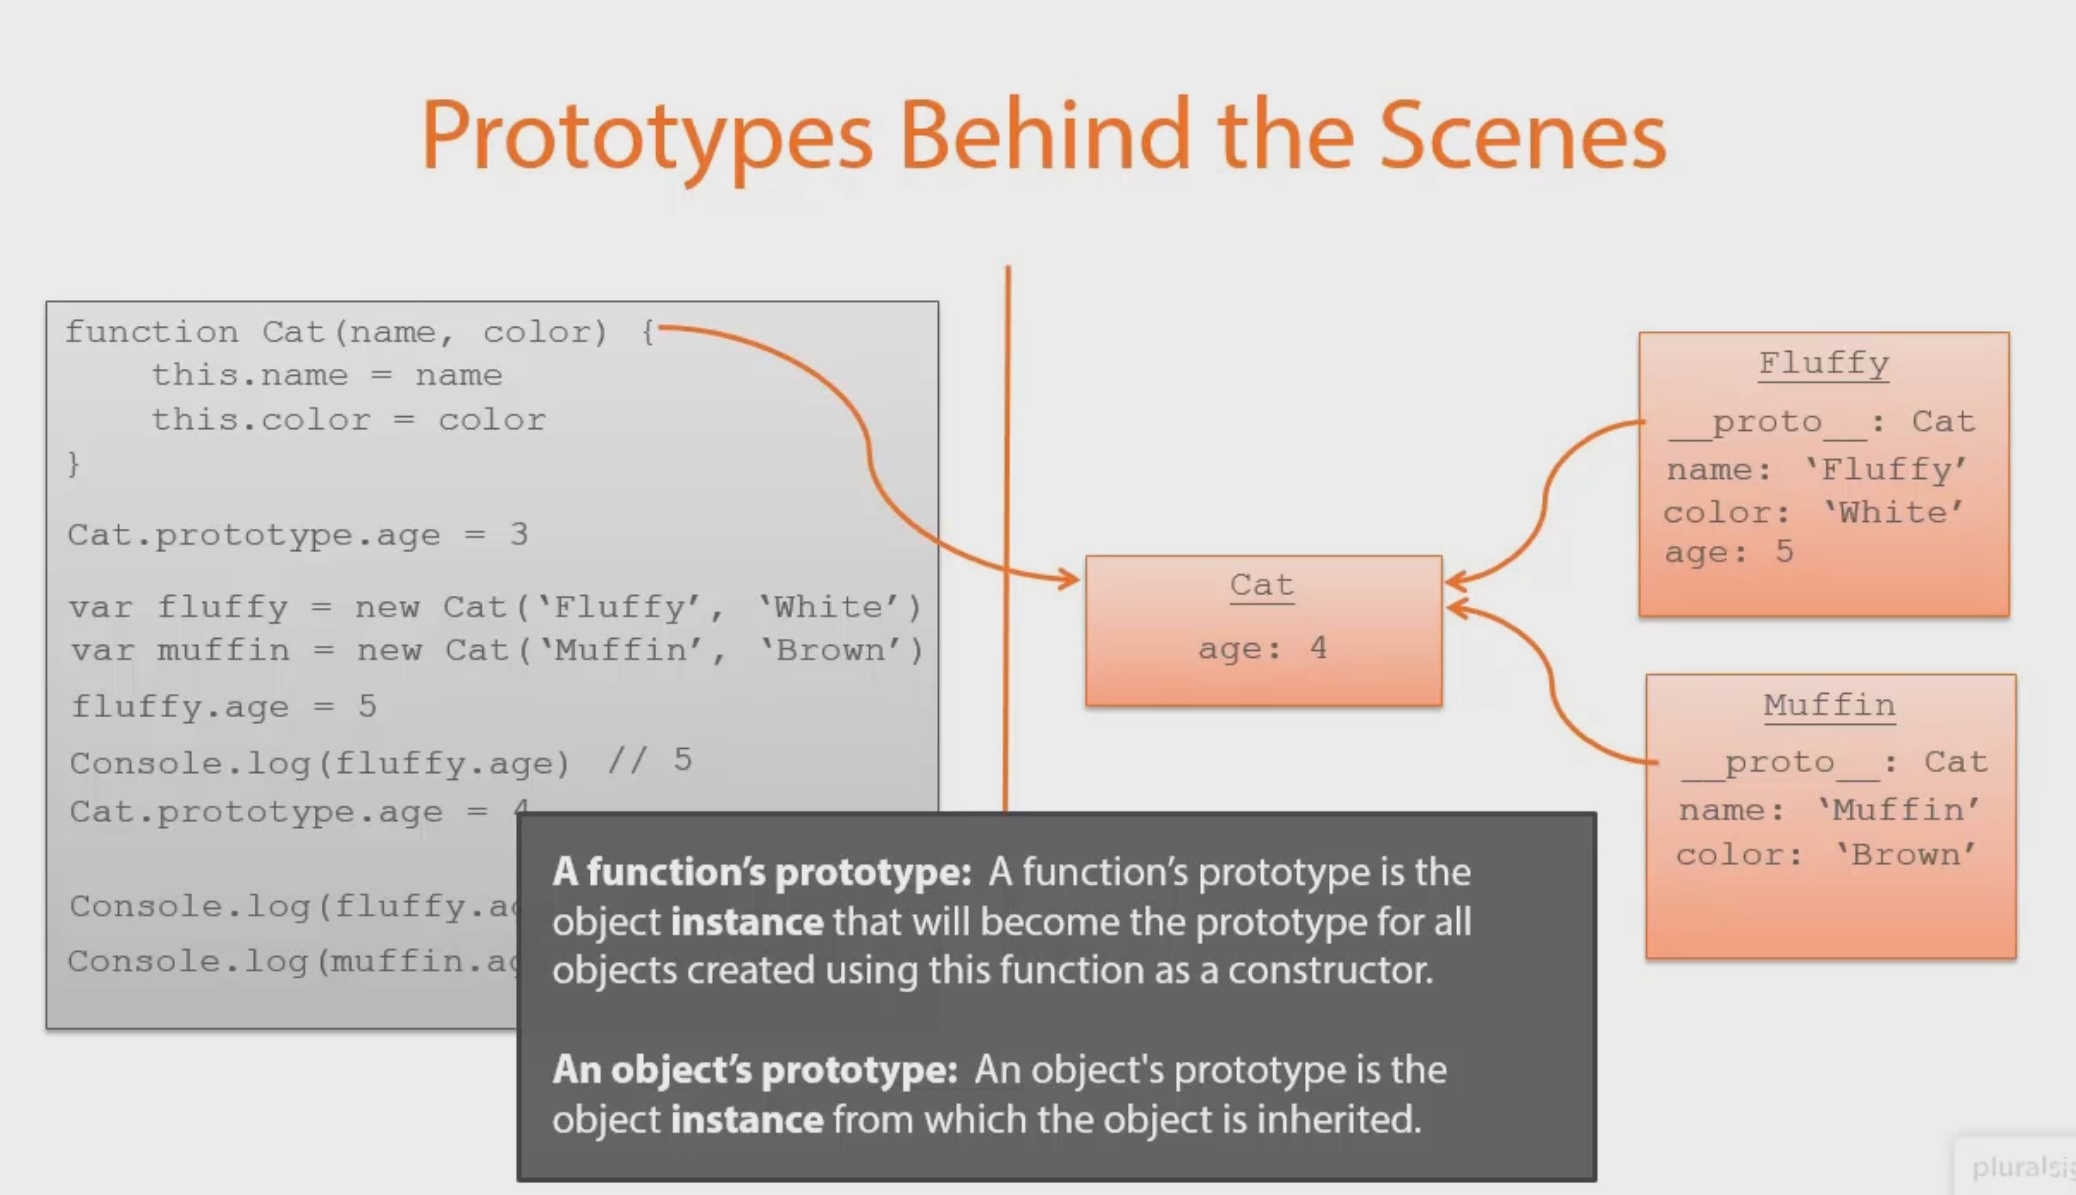 Prototypes Behind the Scenes
function Cat(name, color) {
this.name = name
this.color = color
}
Cat.prototype.age = 3
var fluffy = new Cat(‘Fluffy’, ‘White’)
var muffin = new Cat(‘Muffin’, ‘Brown’)
fluffy.age = 5
Console.log(fluffy.age) // 5
Cat.prototype.age = 4
Console.log(fluffy.ag
Console.log(muffin.ag
Cat
age: 4
Fluffy
__proto__: Cat
name: ‘Fluffy’
color: ‘White’
age: 5
Muffin
__proto__: Cat
name: ‘Muffin’
color: ‘Brown’
A function’s prototype: A function’s prototype is the
object instance that will become the prototype for all
objects created using this function as a constructor.
An object’s prototype: An object's prototype is the
object instance from which the object is inherited.